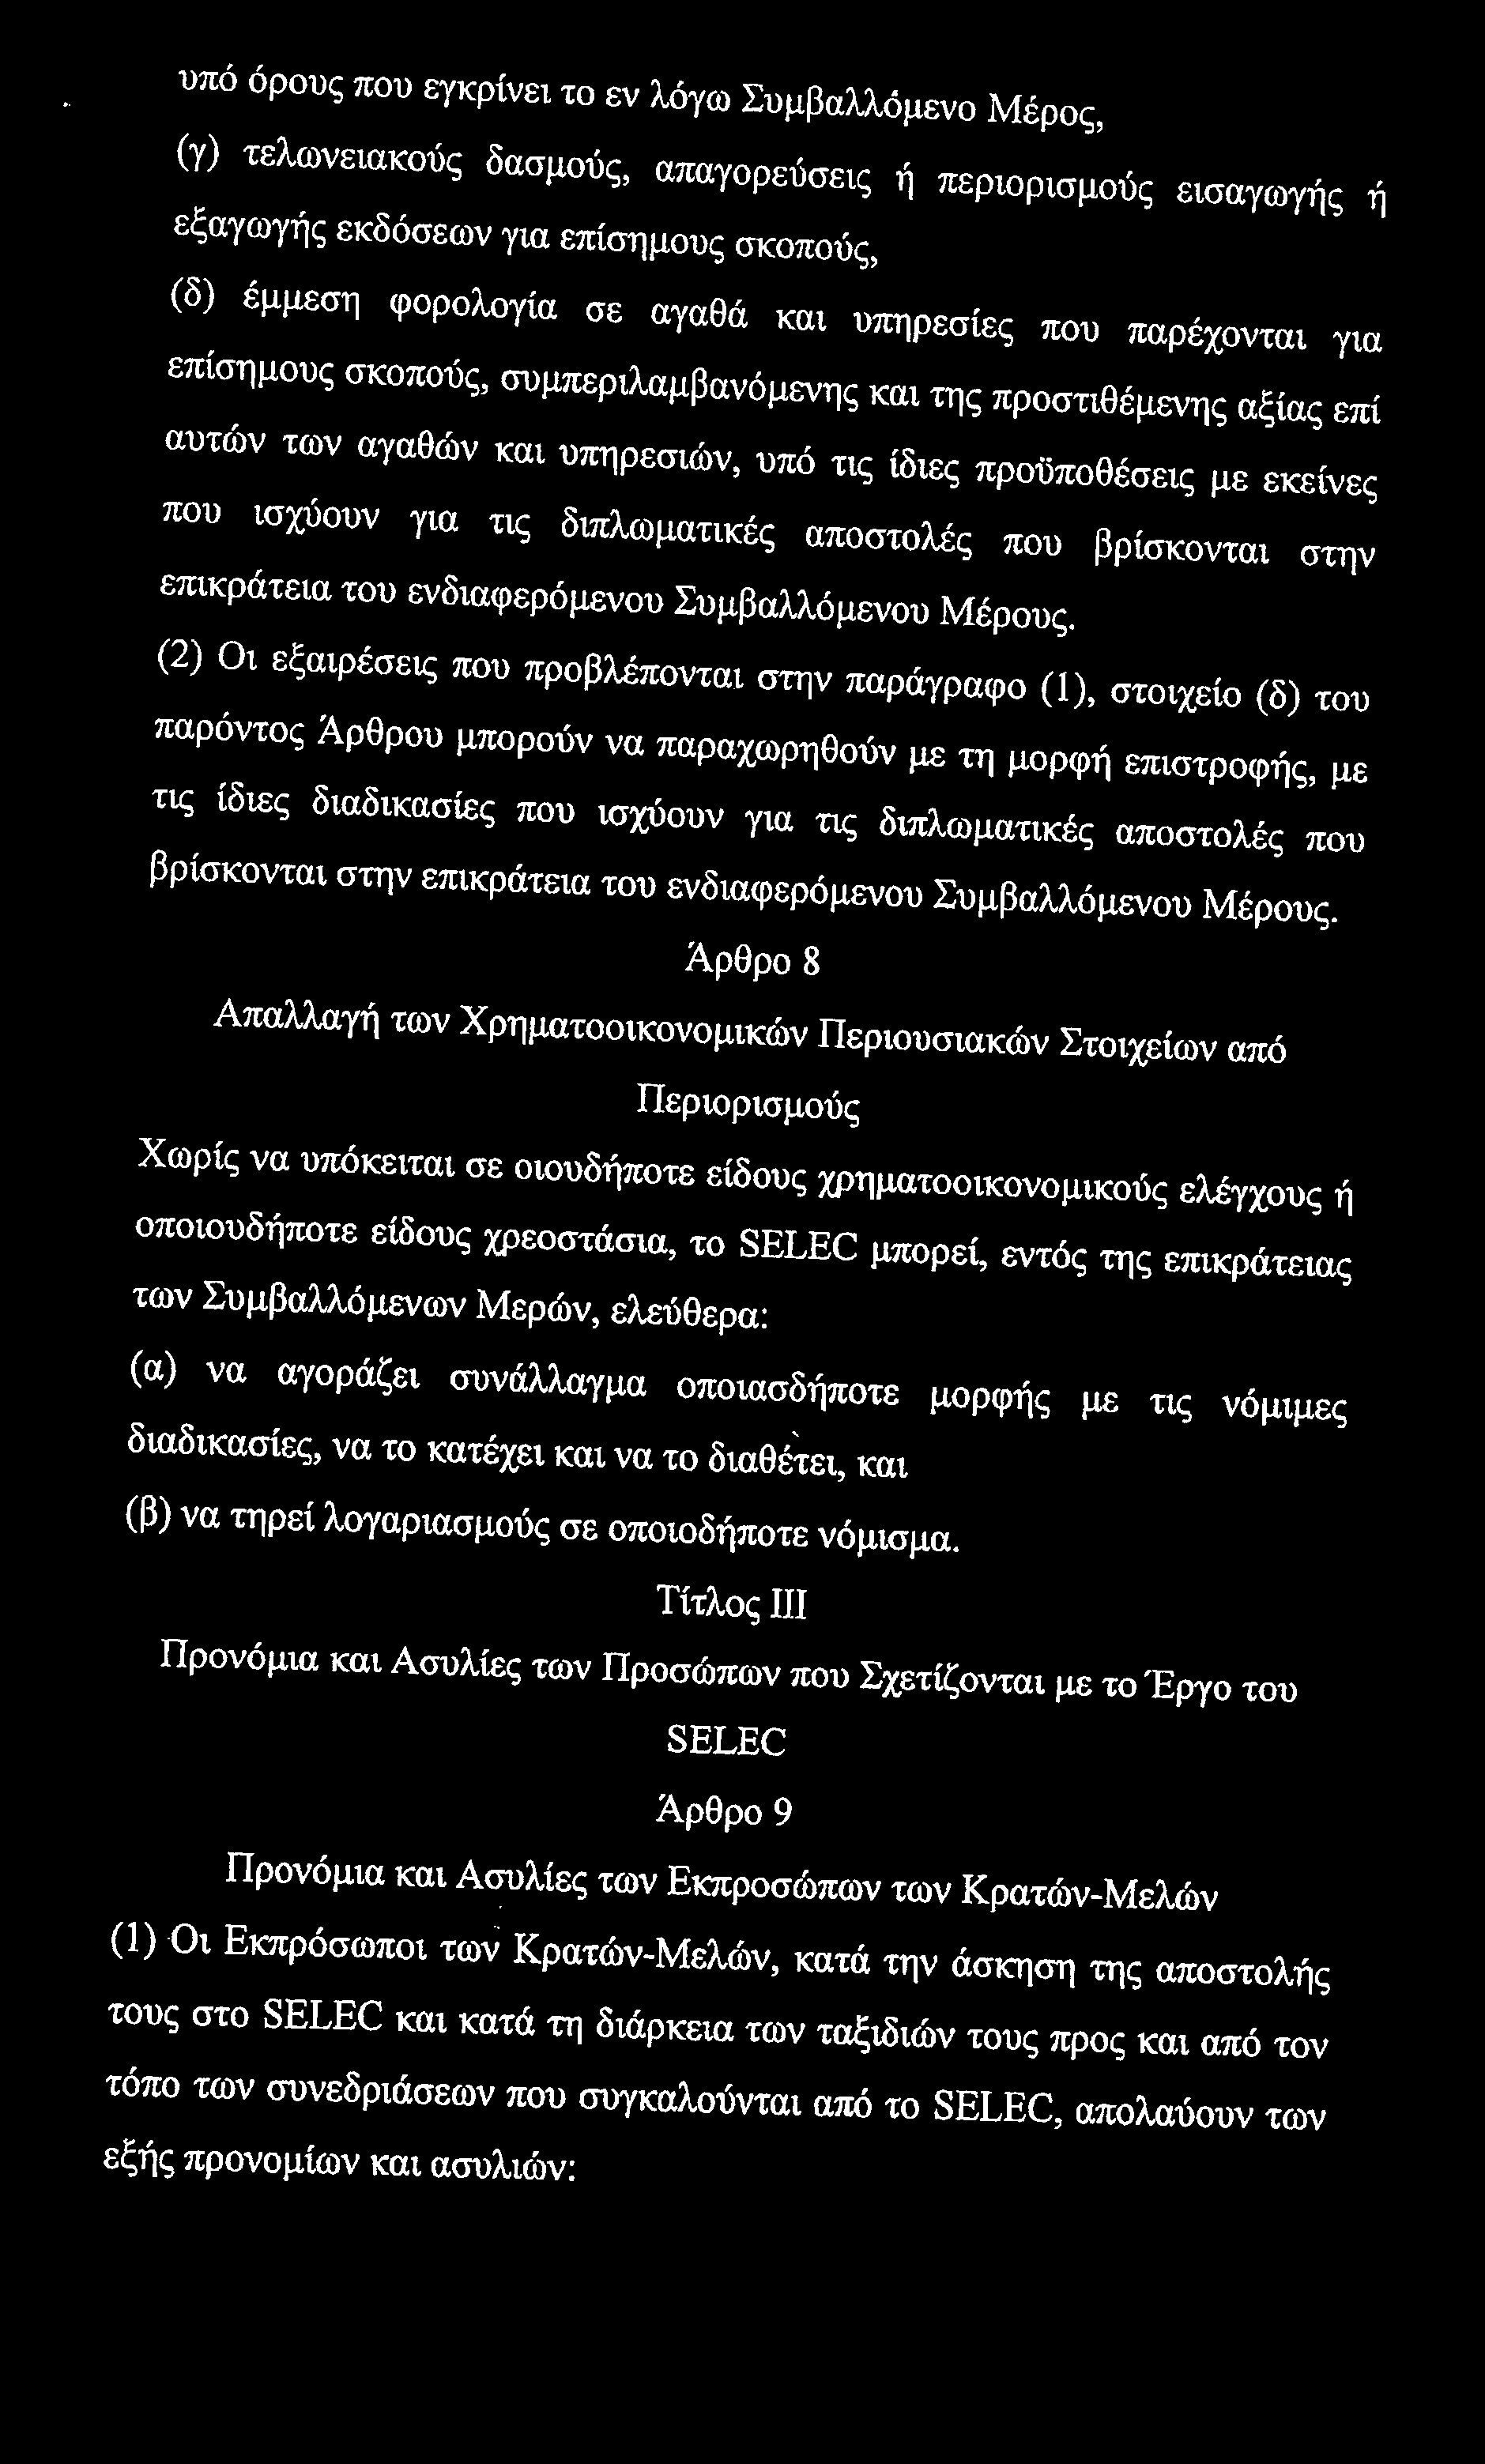 υπό όρους που εγκρίνει το εν λόγω Συμβαλλόμενο Μέρος,
(γ) τελωνειακούς δασμούς, απαγορεύσεις ή περιορισμούς εισαγωγής ή
εξαγωγής εκδόσεων για επίσημους σκοπούς,
(δ) έμμεση φορολογία σε αγαθά και υπηρεσίες που παρέχονται για
επίσημους σκοπούς, συμπεριλαμβανόμενης και της προστιθέμενης αξίας επί
αυτών των αγαθών και υπηρεσιών, υπό τις ίδιες προϋποθέσεις με εκείνες
που ισχύουν για τις διπλωματικές αποστολές που βρίσκονται στην
επικράτεια του ενδιαφερόμενου Συμβαλλόμενου Μέρους.
(2) Οι εξαιρέσεις που προβλέπονται στην παράγραφο (1), στοιχείο (δ) του
παρόντος Άρθρου μπορούν να παραχωρηθούν με τη μορφή επιστροφής, με
τις ίδιες διαδικασίες που ισχύουν για τις διπλωματικές αποστολές που
βρίσκονται στην επικράτεια του ενδιαφερόμενου Συμβαλλόμενου Μέρους.
Άρθρο 8
Απαλλαγή των Χρηματοοικονομικών Περιουσιακών Στοιχείων από
Περιορισμούς
Χωρίς να υπόκειται σε οιουδήποτε είδους χρηματοοικονομικούς ελέγχους ή
οποιουδήποτε είδους χρεοστάσια, το SELEC μπορεί, εντός της επικράτειας
των Συμβαλλόμενων Μερών, ελεύθερα:
(α) να αγοράζει συνάλλαγμα οποιασδήποτε μορφής με τις νόμιμες
διαδικασίες, να το κατέχει και να το διαθέτει, και
(β) να τηρεί λογαριασμούς σε οποιοδήποτε νόμισμα.
Τίτλος III
Προνόμια και Ασυλίες των Προσώπων που Σχετίζονται με το Έργο του
SELEC
Άρθρο 9
Προνόμια και Ασυλίες των Εκπροσώπων των Κρατών-Μελών
(1) Οι Εκπρόσωποι των Κρατών-Μελών, κατά την άσκηση της αποστολής
τους στο SELEC και κατά τη διάρκεια των ταξιδιών τους προς και από τον
τόπο των συνεδριάσεων που συγκαλούνται από το SELEC, απολαύουν των
εξής προνομίων και ασυλιών: